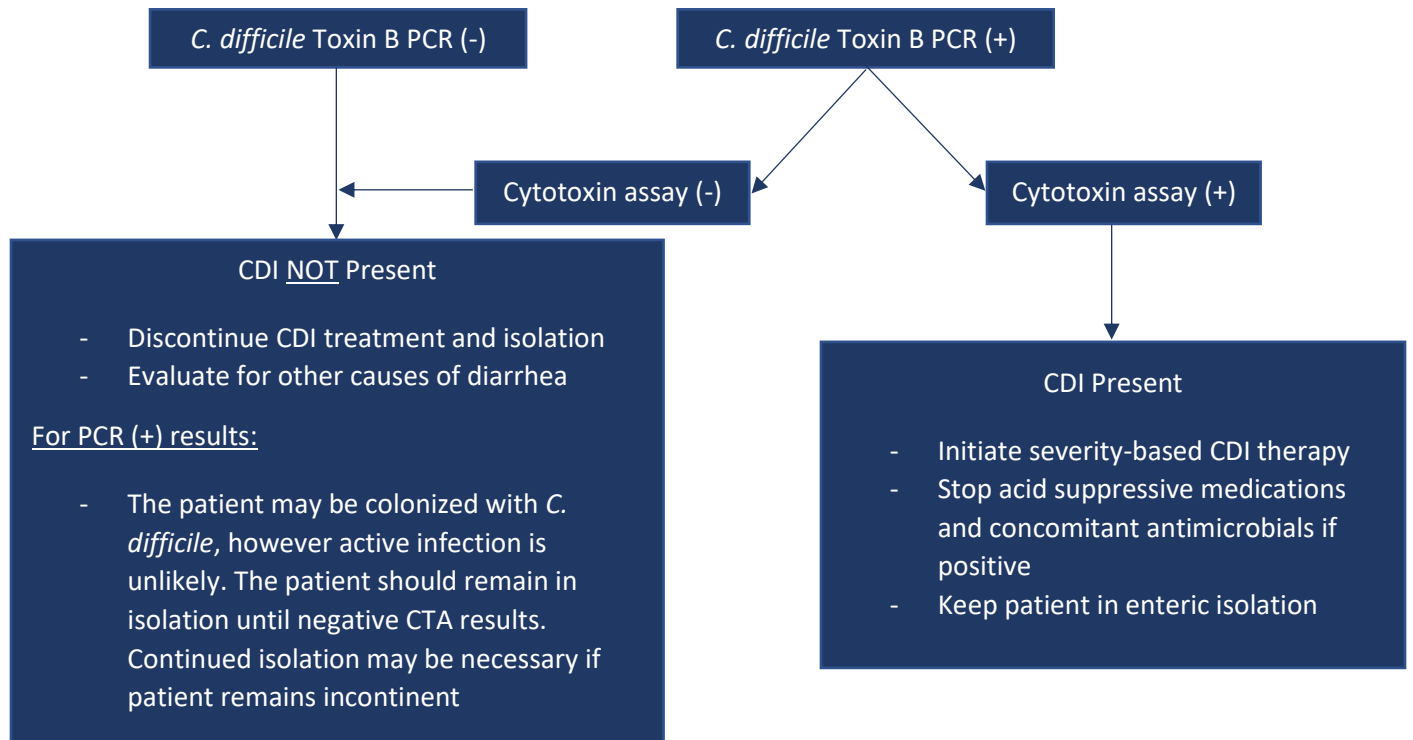 C. difficile Toxin B PCR (-)
C. difficile Toxin B PCR (+)
Cytotoxin assay (-)
Cytotoxin assay (+)
CDI NOT Present
- Discontinue CDI treatment and isolation
- Evaluate for other causes of diarrhea
For PCR (+) results:
- The patient may be colonized with C.
difficile, however active infection is
unlikely. The patient should remain in
isolation until negative CTA results.
Continued isolation may be necessary if
patient remains incontinent
CDI Present
- Initiate severity-based CDI therapy
- Stop acid suppressive medications
and concomitant antimicrobials if
positive
- Keep patient in enteric isolation